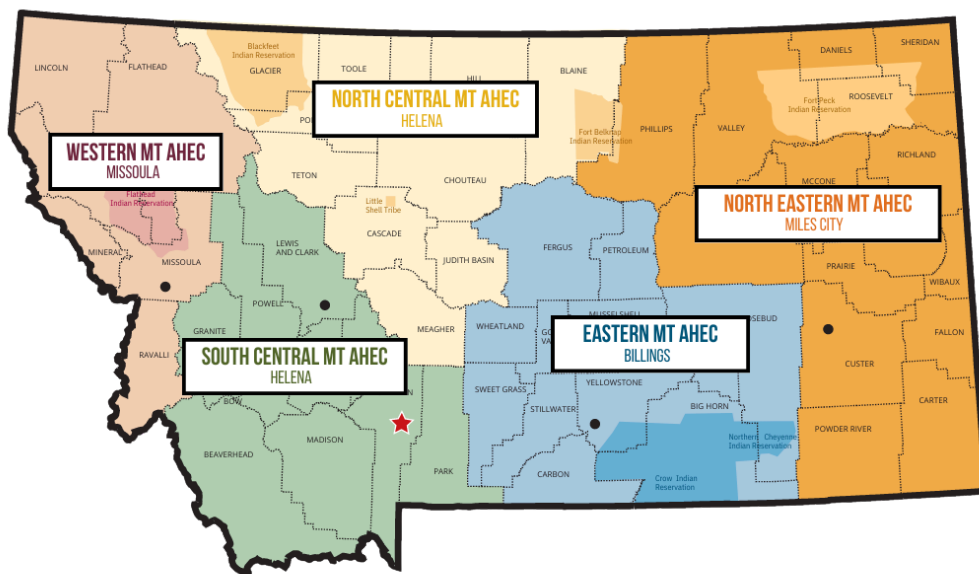 SHERIDAN
DANIELS
LINCOLN
FLATHEAD
Blackfeet
Indian Reservation
GLACIER
TOOLE
BLAINE
ROOSEVELT
Fort Peck
Indian Reservation
NORTH CENTRAL MT AHEC
HELENA
PHILLIPS
VALLEY
Fort Belknap
Indian Reservation
WESTERN MT AHEC
MISSOULA
RICHLAND
TETON
CHOUTEAU
MCCONE
Flathead
Indian Reservation
Little
Shell Tribe
NORTH EASTERN MT AHEC
MILES CITY
CASCADE
LEWIS
AND CLARK
FERGUS
PETROLEUM
MINERAL
MISSOULA
JUDITH BASIN
PRAIRIE
WIBAUX
POWELL
MUSSELSHELL
GRANITE
MEAGHER
WHEATLAND
EASTERN MT AHEC
BILLINGS
FALLON
RAVALLI
SOUTH CENTRAL MT AHEC
HELENA
CUSTER
SWEET GRASS
YELLOWSTONE
BOW
STILLWATER
BIG HORN
CARTER
POWDER RIVER
MADISON
Northern Cheyenne
Indian Reservation
BEAVERHEAD
PARK
CARBON
Crow Indian
Reservation